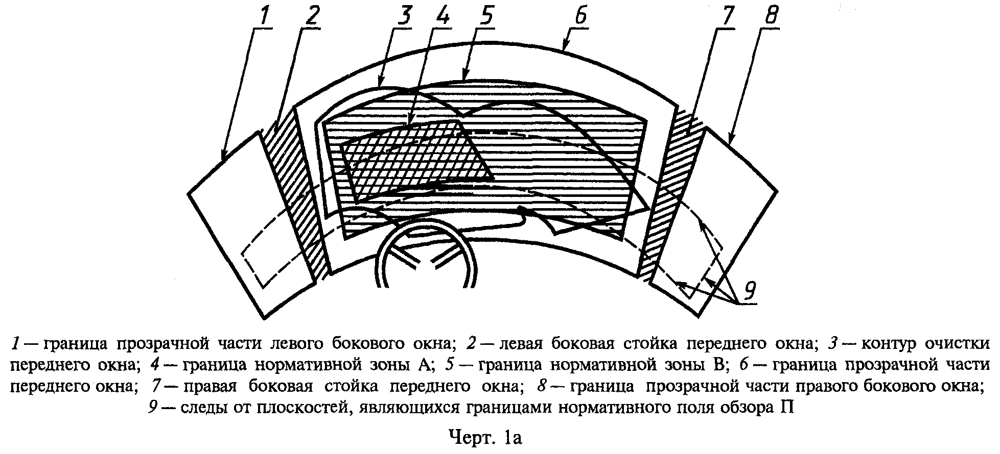 1 2 3 4 5 6 7 8
9
1 — граница прозрачной части левого бокового окна; 2 — левая боковая стойка переднего окна; 3 — контур очистки
переднего окна; 4 — граница нормативной зоны А; 5 — граница нормативной зоны В; 6 — граница прозрачной части
переднего окна; 7 — правая боковая стойка переднего окна; 8 — граница прозрачной части правого бокового окна;
9 — следы от плоскостей, являющихся границами нормативного поля обзора П
Черт. 1а